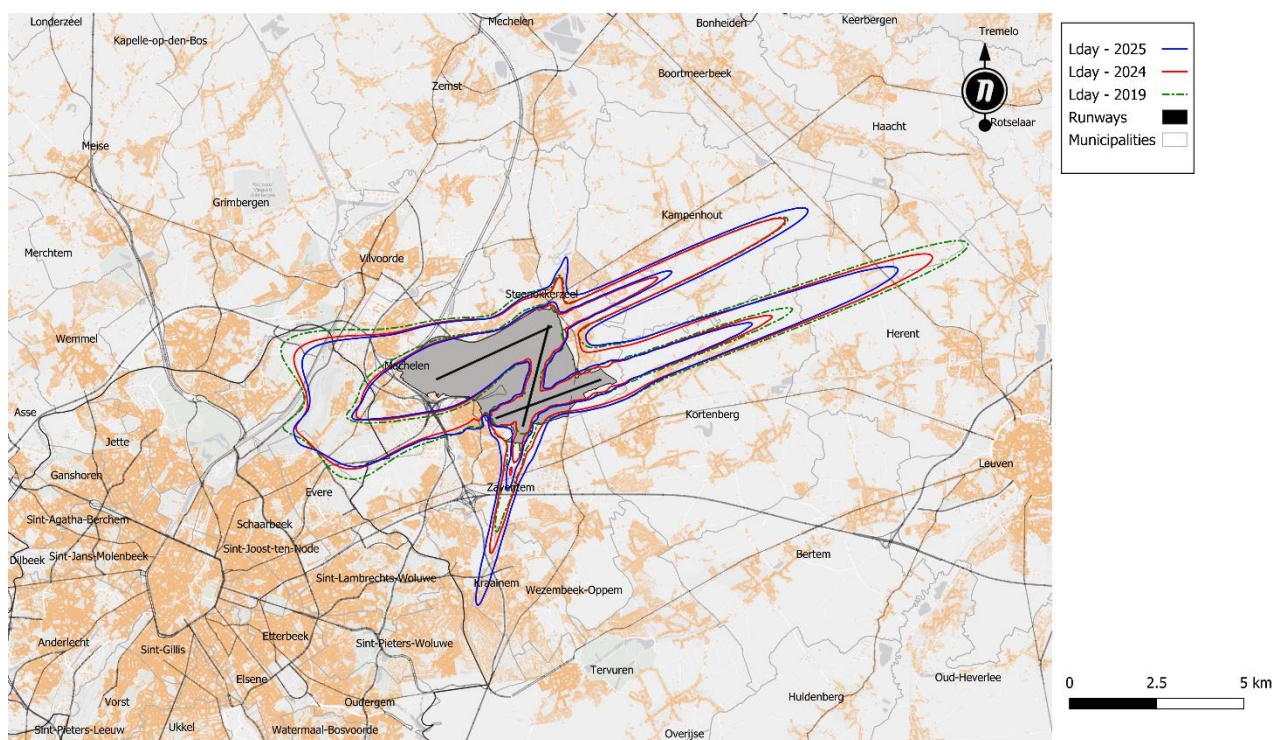 Londerzeel
Mechelen
Bonheiden
Keerbergen
Kapelle-op-den-Bos
Tremelo
Boortmeerbeek
Zemst
Rotselaar
Haacht
Meise
Grimbergen
Kampenhout
Merchtem
Vilvoorde
Steenokkerzeel
Wemmel
Herent
Machelen
Asse
Kortenberg
Jette
Leuven
Ganshoren
Evere
Zaventem
Sint-Agatha-Berchem
Schaarbeek
Dilbeek
Sint-Jans-Molenbeek
Sint-Joost-ten-Node
Bertem
Sint-Lambrechts-Woluwe
Kraainem
Wezembeek-Oppem
Anderlecht
Sint-Gillis
Etterbeek
Sint-Pieters-Woluwe
Tervuren
Elsene
Oud-Heverlee
Vorst
Oudergem
Huldenberg
Sint-Pieters-Leeuw
Ukkel
Watermaal-Bosvoorde
Overijse
Lday - 2025
Lday - 2024
Lday - 2019
Runways
Municipalities
0 2.5 5 km